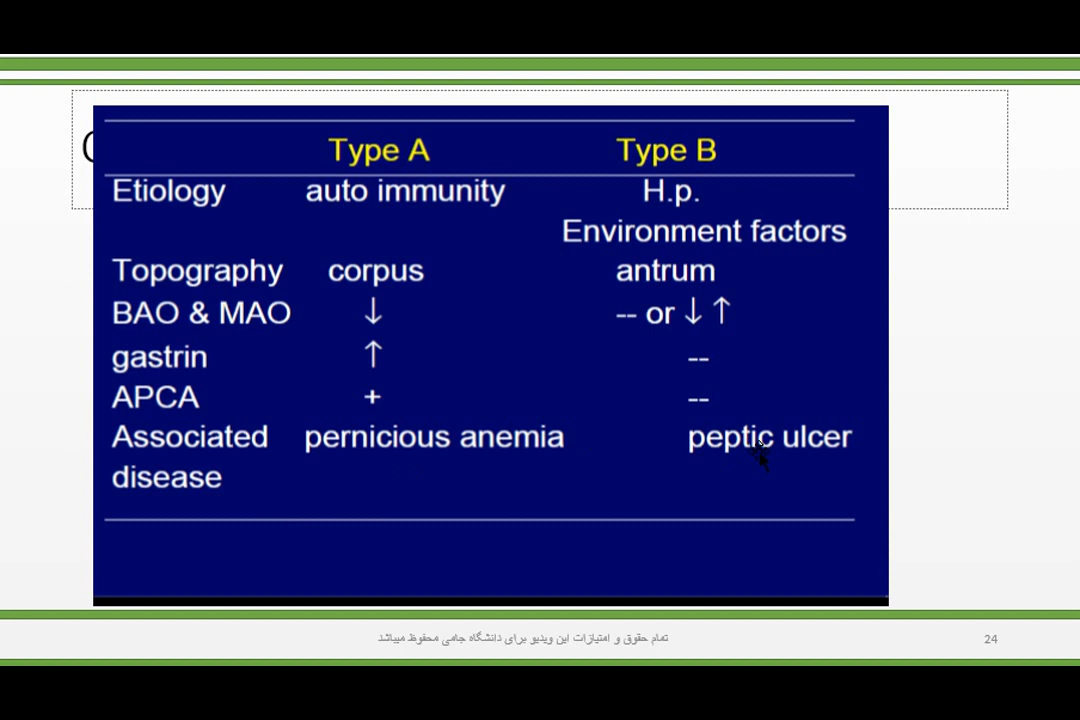 Type A Type B
Etiology auto immunity H.p.
Environment factors
Topography corpus antrum
BAO & MAO ↓ -- or ↓ ↑
gastrin ↑ --
APCA + --
Associated pernicious anemia peptic ulcer
disease
تمام حقوق و امتیازات این ویدیو برای دانشگاه جامی محفوظ میباشد
24